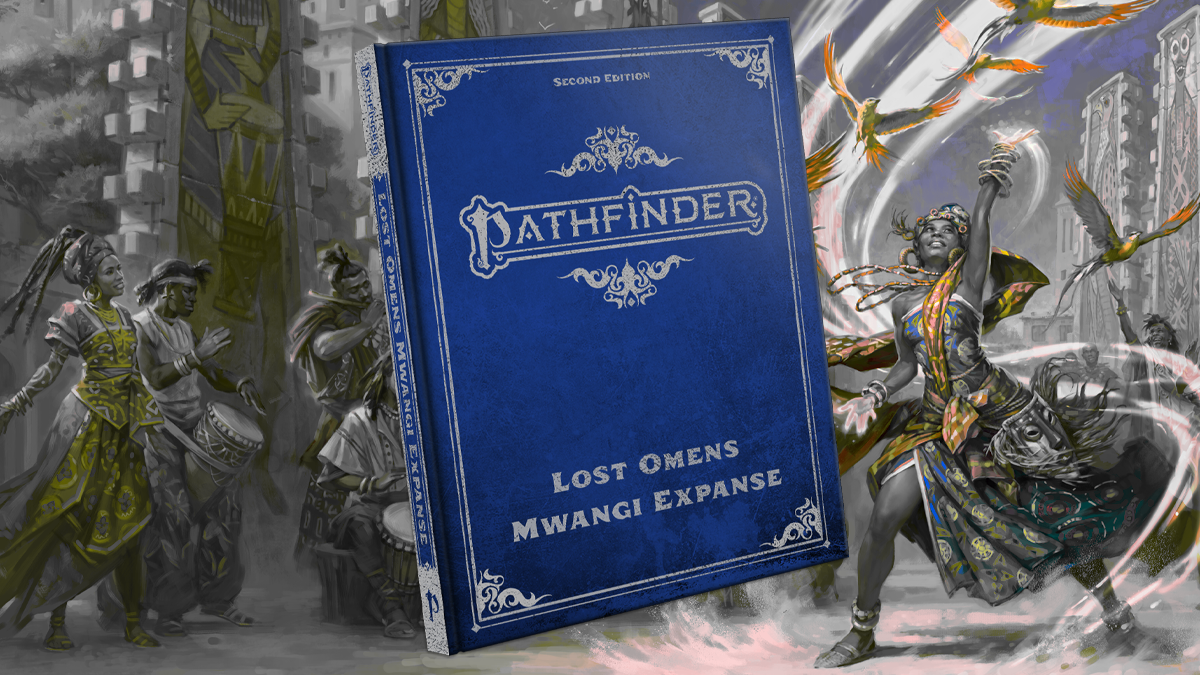 SECOND EDITION
PATHFINDER
LOST OMENS
MWANGI EXPANSE
PATHFINDER LOST OMENS MWANGI EXPANSE
P